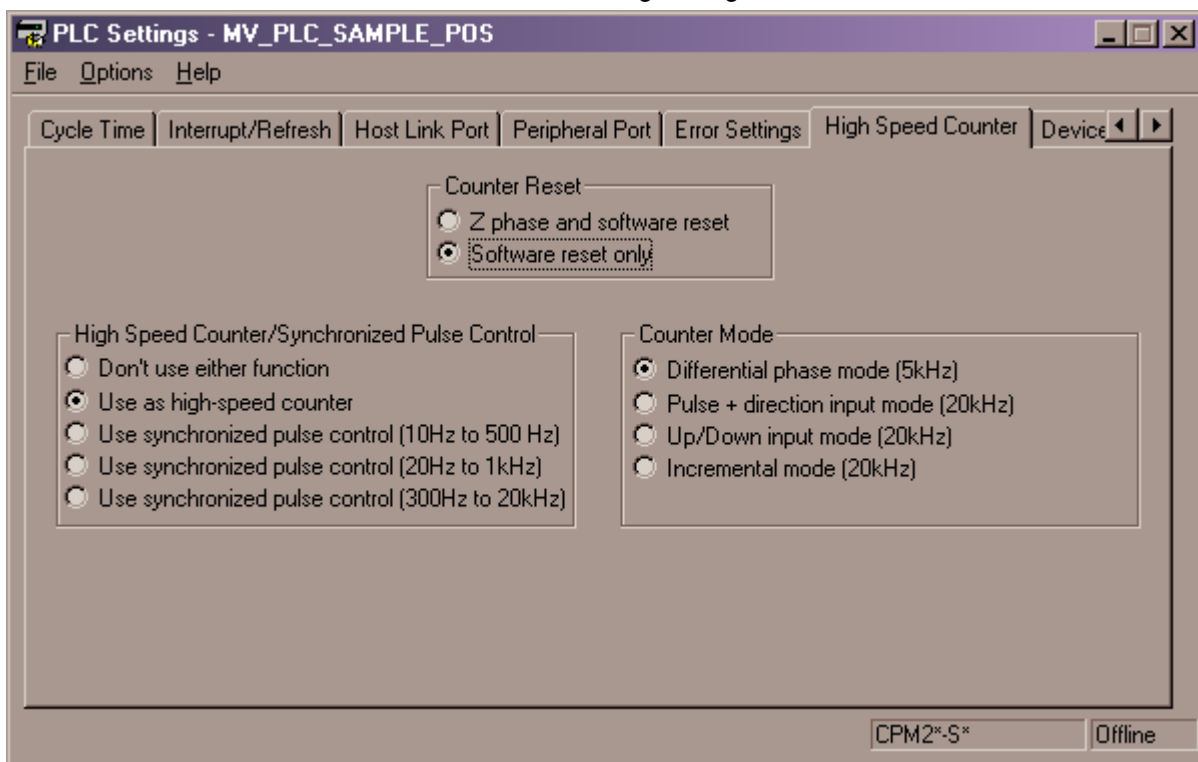 PLC Settings - MV_PLC_SAMPLE_POS
File Options Help
Cycle Time Interrupt/Refresh Host Link Port Peripheral Port Error Settings High Speed Counter Device
Counter Reset
Z phase and software reset
Software reset only
High Speed Counter/Synchronized Pulse Control
Don't use either function
Use as high-speed counter
Use synchronized pulse control (10Hz to 500 Hz)
Use synchronized pulse control (20Hz to 1kHz)
Use synchronized pulse control (300Hz to 20kHz)
Counter Mode
Differential phase mode (5kHz)
Pulse + direction input mode (20kHz)
Up/Down input mode (20kHz)
Incremental mode (20kHz)
CPM2*-S* Offline